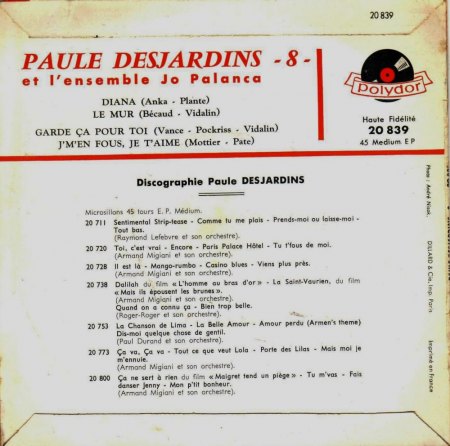 20 839
PAULE DESJARDINS - 8 -
et l'ensemble Jo Palanca
polydor
DIANA (Anka - Plante)
LE MUR (Bécaud - Vidalin)
GARDE ÇA POUR TOI (Vance - Pockriss - Vidalin)
J'M'EN FOUS, JE T'AIME (Mottier - Pate)
Haute Fidélité
20 839
45 Medium E P
Discographie Paule DESJARDINS
Microsillons 45 tours E. P. Médium.
20 711 Sentimental Strip-tease - Comme tu me plais - Prends-moi ou laisse-moi -
Tout bas.
(Raymond Lefebvre et son orchestre).
20 720 Toi, c'est vrai - Encore - Paris Palace Hôtel - Tu t'fous de moi.
(Armand Migiani et son orchestre).
20 728 Il est là - Mango-rumba - Casino blues - Viens plus près.
(Armand Migiani et son orchestre).
20 738 Dalilah du film « L'homme au bras d'or » - La Saint-Vaurien, du film
« Mais ils épousent les brunes ».
(Armand Migiani et son orchestre)
Quand on a connu ça - Bien trop belle.
(Roger-Roger et son orchestre).
20 753 La Chanson de Lima - La Belle Amour - Amour perdu (Armen's theme)
Dis-moi quelque chose de gentil.
(Paul Durand et son orchestre).
20 773 Ça va, Ça va - Tout ce que veut Lola - Porte des Lilas - Mais moi je
m'ennuie.
(Armand Migiani et son orchestre)
20 800 Ça ne sert à rien du film « Maigret tend un piège » - Tu m'vas - Fais
danser Jenny - Mon p'tit bonheur.
(Armand Migiani et son orchestre).
Photo : André Nisak.
DILLARD & Cie, Imp. Paris
Imprimé en France